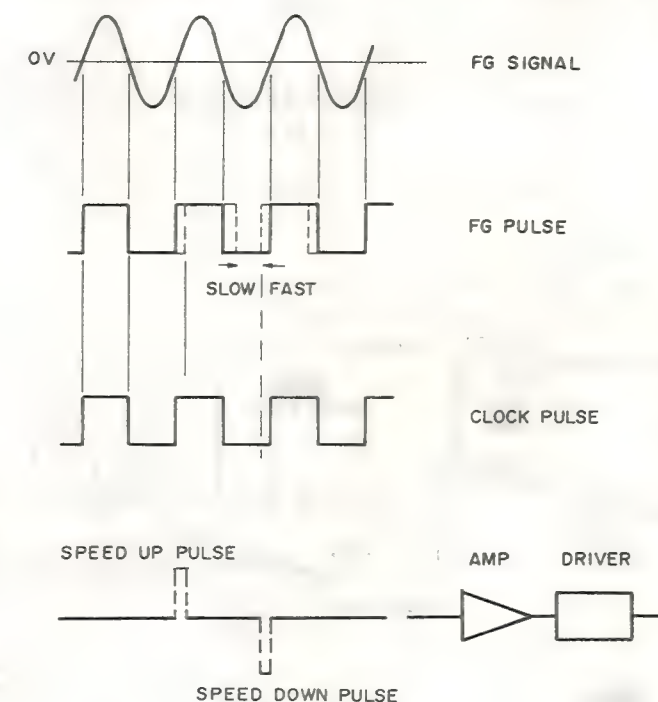 OV
FG SIGNAL
FG PULSE
SLOW FAST
CLOCK PULSE
SPEED UP PULSE
AMP DRIVER
SPEED DOWN PULSE